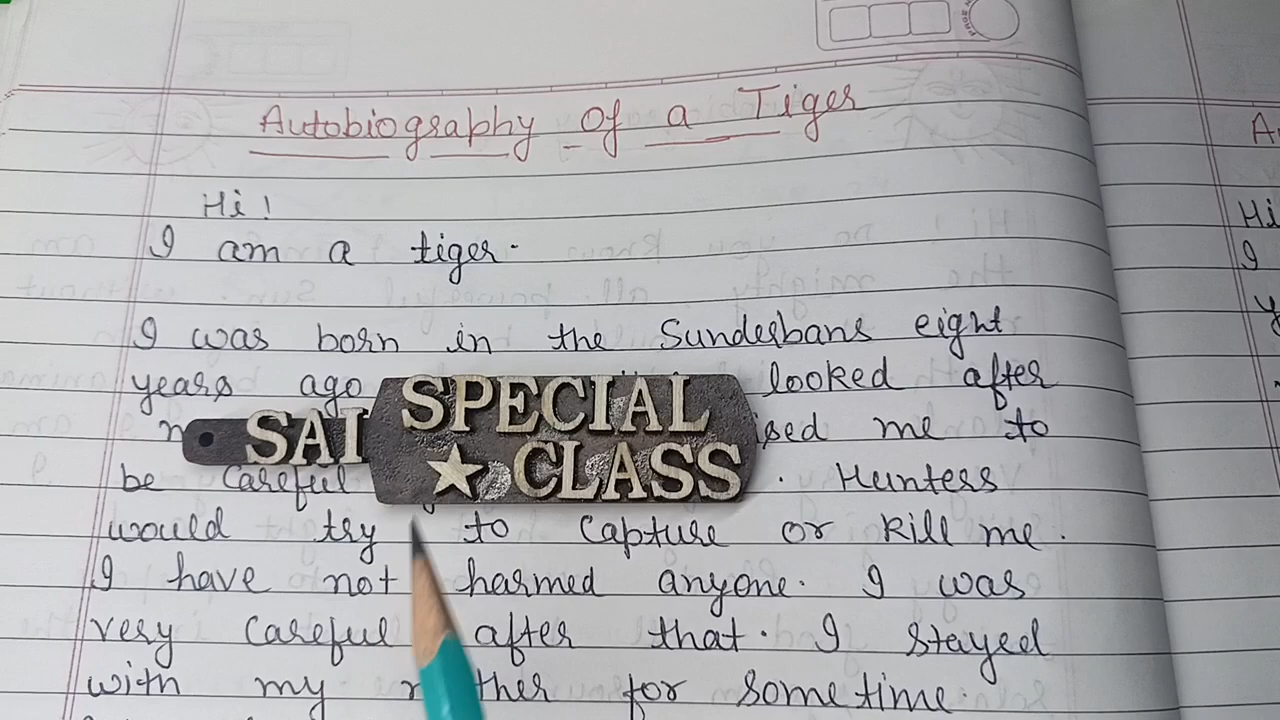 Autobiography Of a Tiger
Hi!
I am a tiger.
I was born in the Sunderbans eight
years ago looked after
me to
be careful . Hunters
would try to capture or kill me.
I have not harmed anyone. I was
very careful after that. I stayed
with my for sometime.
SAI SPECIAL
CLASS
Hi
I